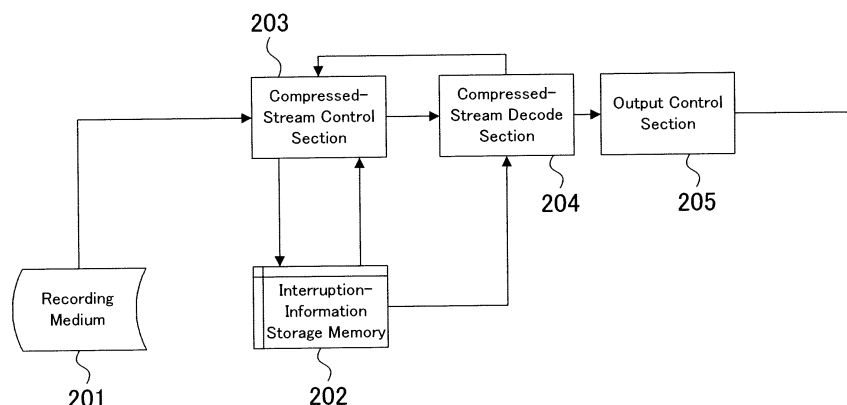 203
Compressed-
Stream Control
Section
Compressed-
Stream Decode
Section
Output Control
Section
204
205
Recording
Medium
Interruption-
Information
Storage Memory
201
202